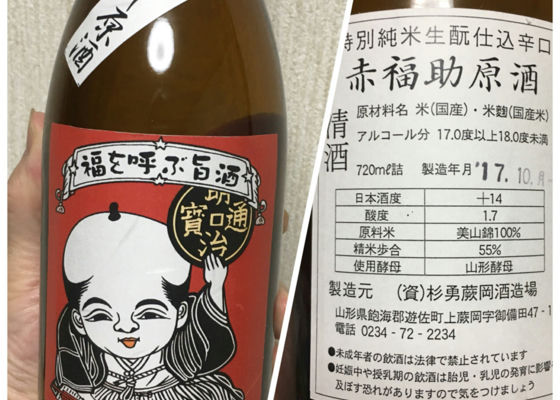 原酒
福を呼ぶ旨酒
寳
通
治
特別純米生酛仕込辛口
赤福助原酒
清酒
原材料名 米(国産)・米麹(国産米)
アルコール分 17.0度以上18.0度未満
720ml詰 製造年月 '17.10.
日本酒度 +14
酸度 1.7
原料米 美山錦100%
精米歩合 55%
使用酵母 山形酵母
製造元 (資)杉勇蕨岡酒造場
山形県飽海郡遊佐町上蕨岡字御備田47-1
電話 0234-72-2234
●未成年者の飲酒は法律で禁止されています
●妊娠中や授乳期の飲酒は胎児・乳児の発育に影響
及ぼす恐れがありますので気をつけましょう